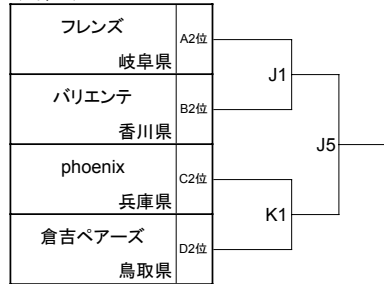 フレンズ
A2位
岐阜県
J1
バリエンテ
B2位
香川県
J5
phoenix
C2位
兵庫県
K1
倉吉ペアーズ
D2位
鳥取県